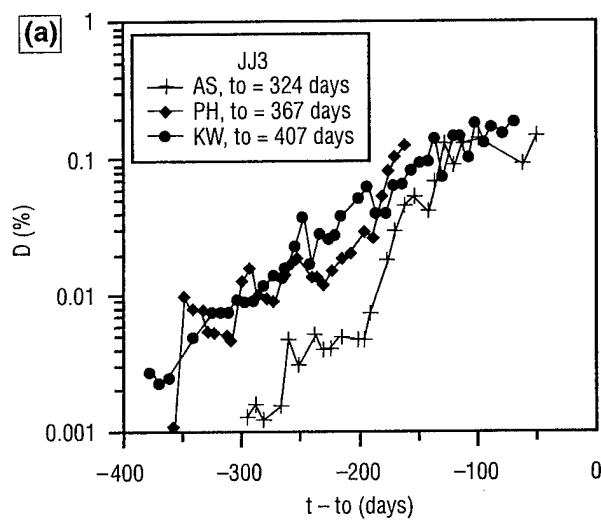 (a)
JJ3
AS, to = 324 days
PH, to = 367 days
KW, to = 407 days
D (%)
1
0.1
0.01
0.001
−400
−300
−200
−100
0
t – to (days)